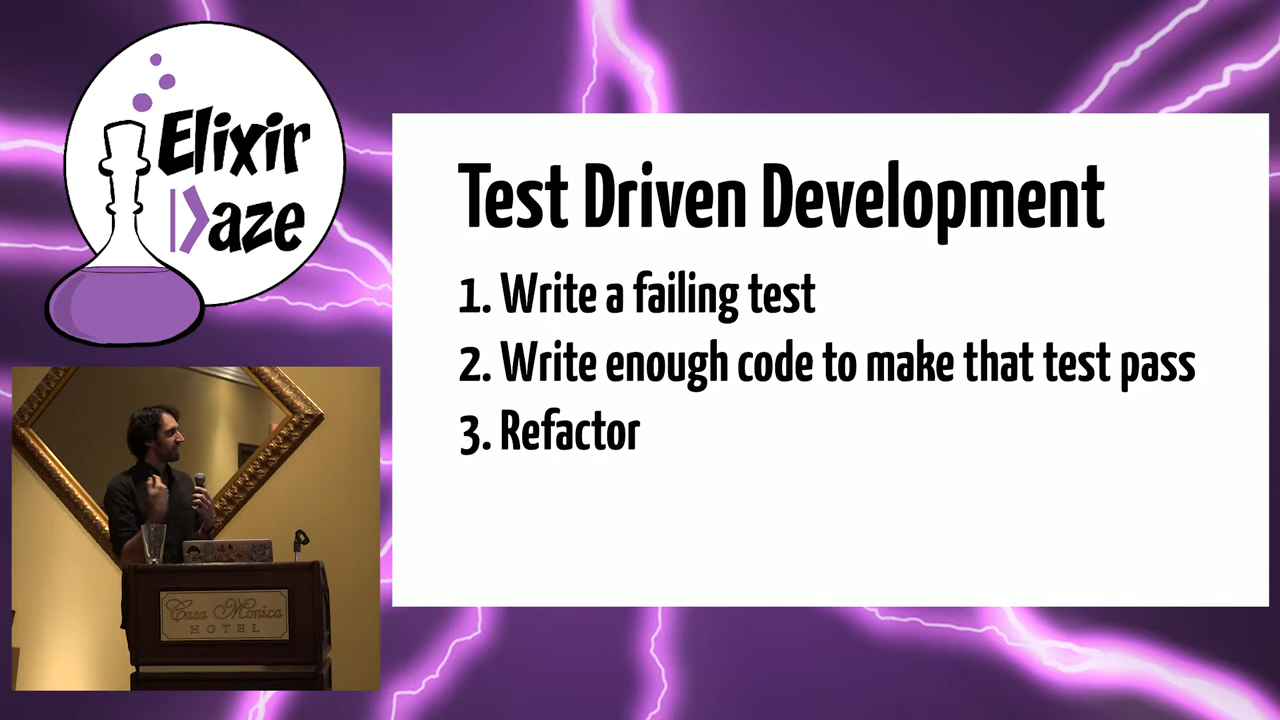 Elixir
Daze
Test Driven Development
1. Write a failing test
2. Write enough code to make that test pass
3. Refactor
Casa Monica
HOTEL